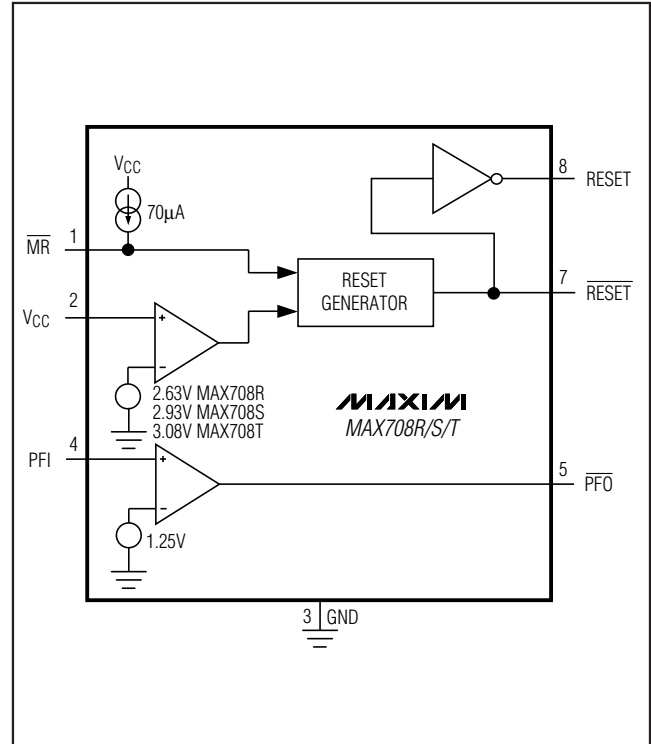 VCC
70µA
MR
1
2
VCC
RESET
GENERATOR
8
RESET
7
RESET
2.63V MAX708R
2.93V MAX708S
3.08V MAX708T
MAXIM
MAX708R/S/T
4
PFI
1.25V
5
PFO
3 GND